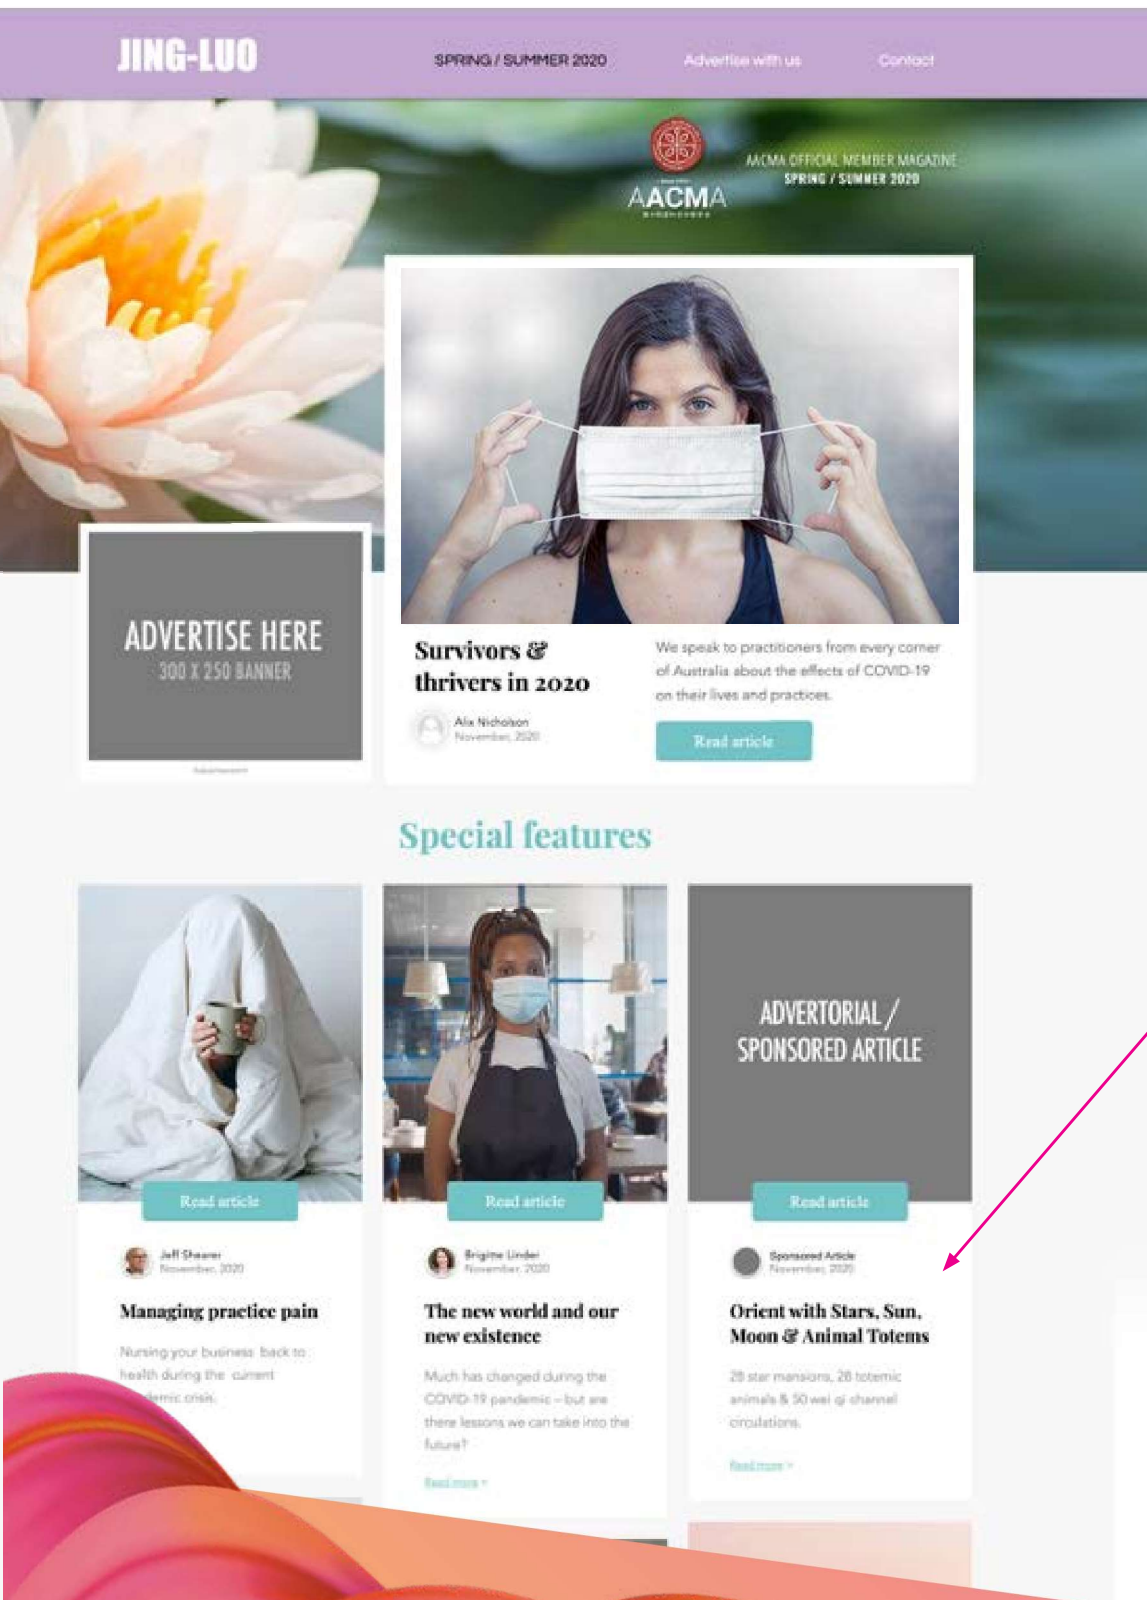 JING-LUO
SPRING / SUMMER 2020
Advertise with us
Contact
AACMA
AACMA OFFICIAL MEMBER MAGAZINE
SPRING / SUMMER 2020
ADVERTISE HERE
300 X 250 BANNER
Survivors &
thrivers in 2020
Alix Nicholson
November, 2020
We speak to practitioners from every corner
of Australia about the effects of COVID-19
on their lives and practices.
Read article
Special features
Read article
Jeff Shearer
November, 2020
Managing practice pain
Nursing your business back to
health during the current
demic crisis.
Read article
Brigitte Linder
November, 2020
The new world and our
new existence
Much has changed during the
COVID-19 pandemic – but are
there lessons we can take into the
future?
Read more >
ADVERTORIAL /
SPONSORED ARTICLE
Read article
Sponsored Article
November, 2020
Orient with Stars, Sun,
Moon & Animal Totems
28 star mansions, 28 totemic
animals & 50 wei qi channel
circulations.
Read more >